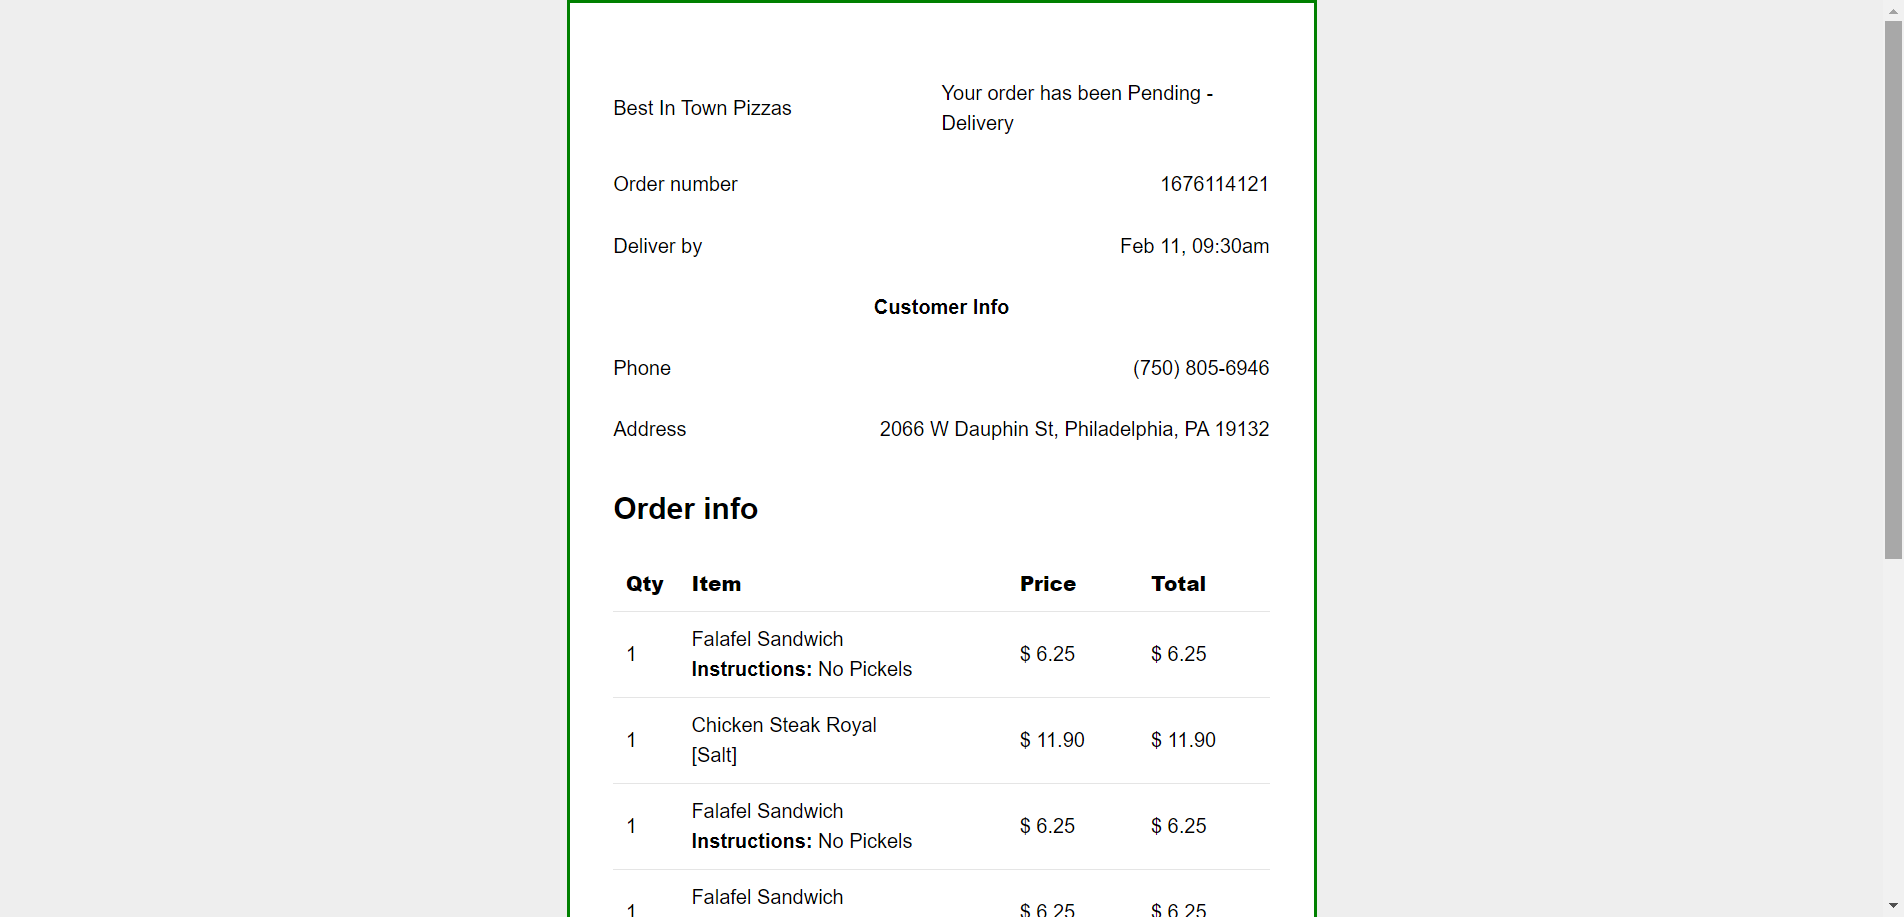 Best In Town Pizzas
Your order has been Pending -
Delivery
Order number 1676114121
Deliver by Feb 11, 09:30am
Customer Info
Phone (750) 805-6946
Address 2066 W Dauphin St, Philadelphia, PA 19132
Order info
Qty Item Price Total
1 Falafel Sandwich $ 6.25 $ 6.25
Instructions: No Pickels
1 Chicken Steak Royal $ 11.90 $ 11.90
[Salt]
1 Falafel Sandwich $ 6.25 $ 6.25
Instructions: No Pickels
Falafel Sandwich
1 $ 6.25 $ 6.25